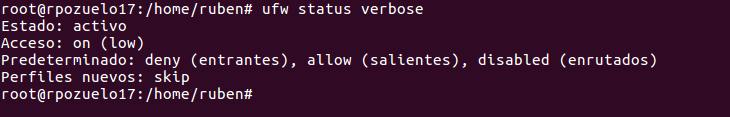 root@rpozuelo17:/home/ruben# ufw status verbose
Estado: activo
Acceso: on (low)
Predeterminado: deny (entrantes), allow (salientes), disabled (enrutados)
Perfiles nuevos: skip
root@rpozuelo17:/home/ruben#